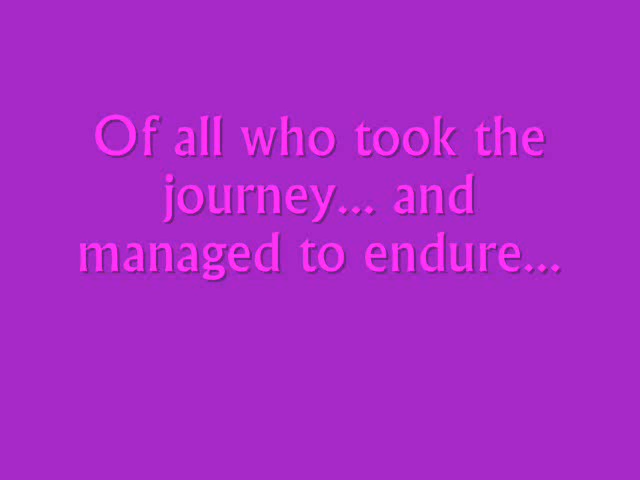 Of all who took the
journey... and
managed to endure...